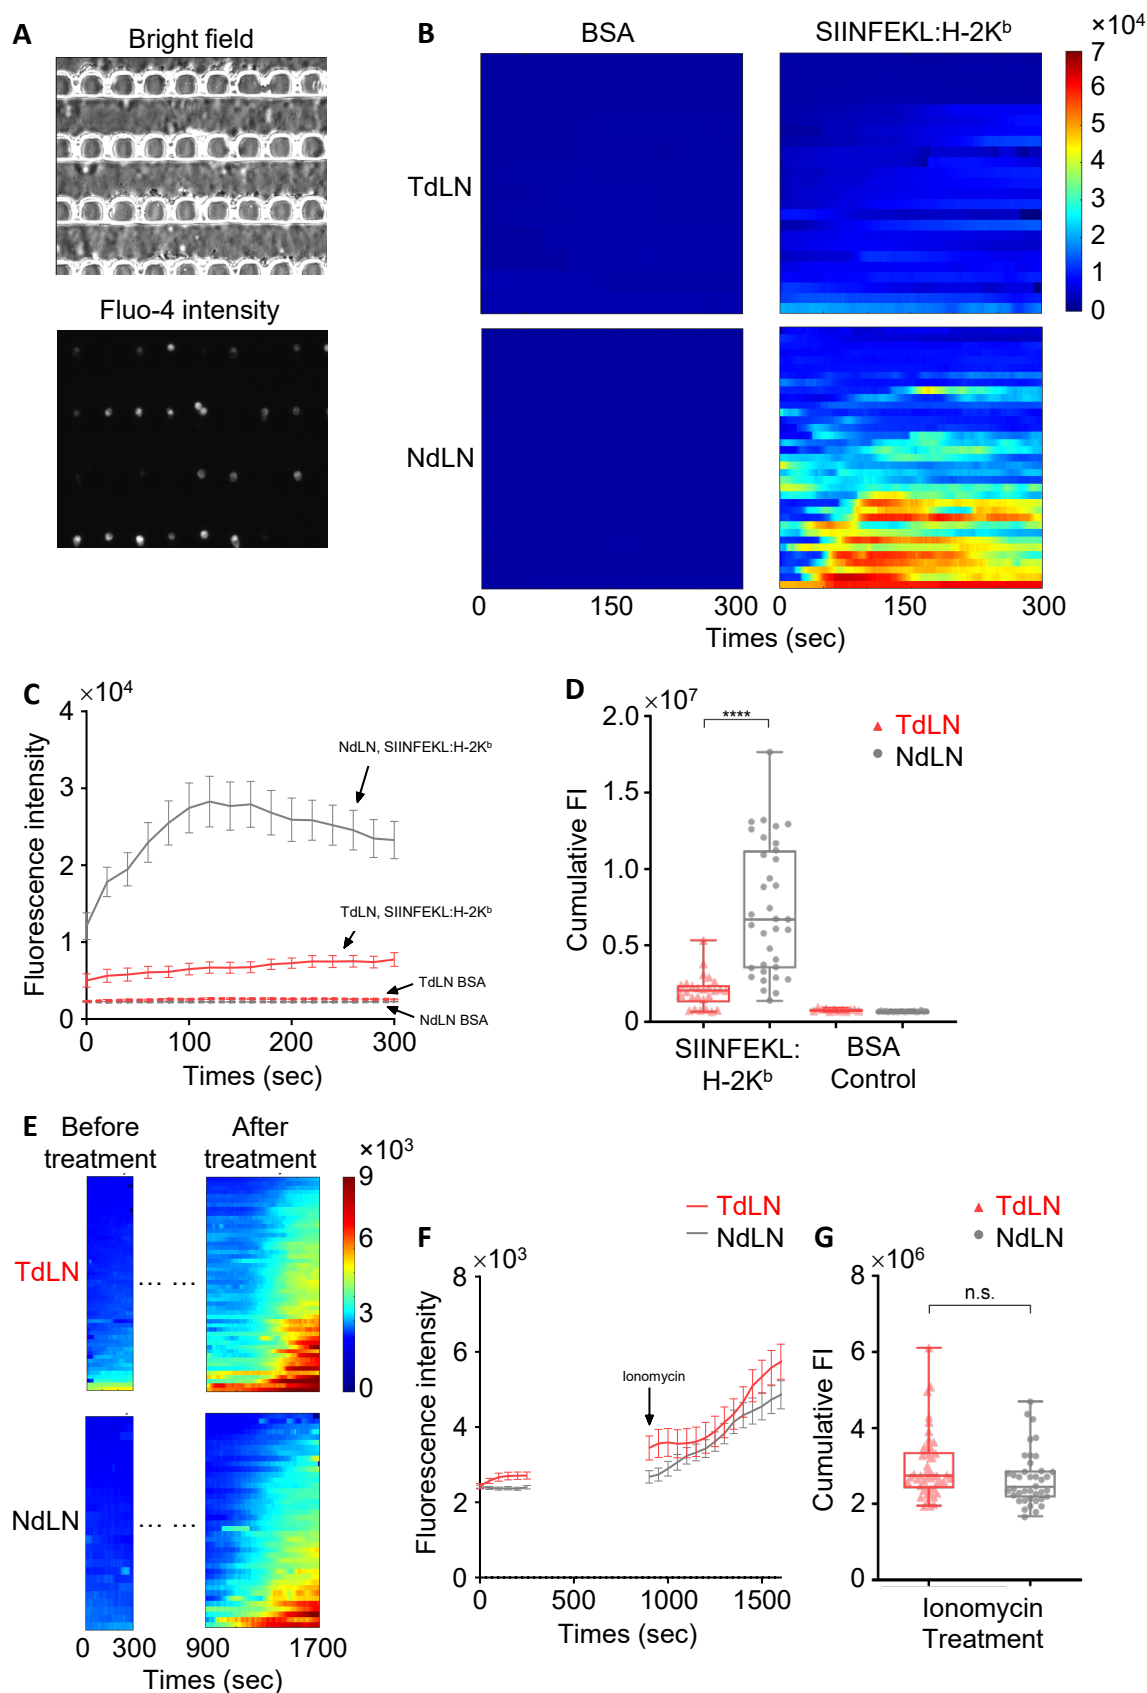 A
Bright field
Fluo-4 intensity
B
BSA
SIINFEKL:H-2Kᵇ
×10⁴
7
6
5
4
3
2
1
0
TdLN
NdLN
0 150 300
0 150 300
Times (sec)
C
×10⁴
4
3
2
1
0
Fluorescence intensity
NdLN, SIINFEKL:H-2Kᵇ
TdLN, SIINFEKL:H-2Kᵇ
TdLN BSA
NdLN BSA
0 100 200 300
Times (sec)
D
×10⁷
2.0
1.5
1.0
0.5
0
Cumulative FI
****
TdLN
NdLN
SIINFEKL:
H-2Kᵇ
BSA
Control
E
Before
treatment
After
treatment
×10³
9
6
3
0
TdLN
... ...
NdLN
... ...
0 300 900 1700
Times (sec)
F
TdLN
NdLN
×10³
8
6
4
2
0
Fluorescence intensity
Ionomycin
0 500 1000 1500
Times (sec)
G
TdLN
NdLN
×10⁶
8
6
4
2
0
Cumulative FI
n.s.
Ionomycin
Treatment